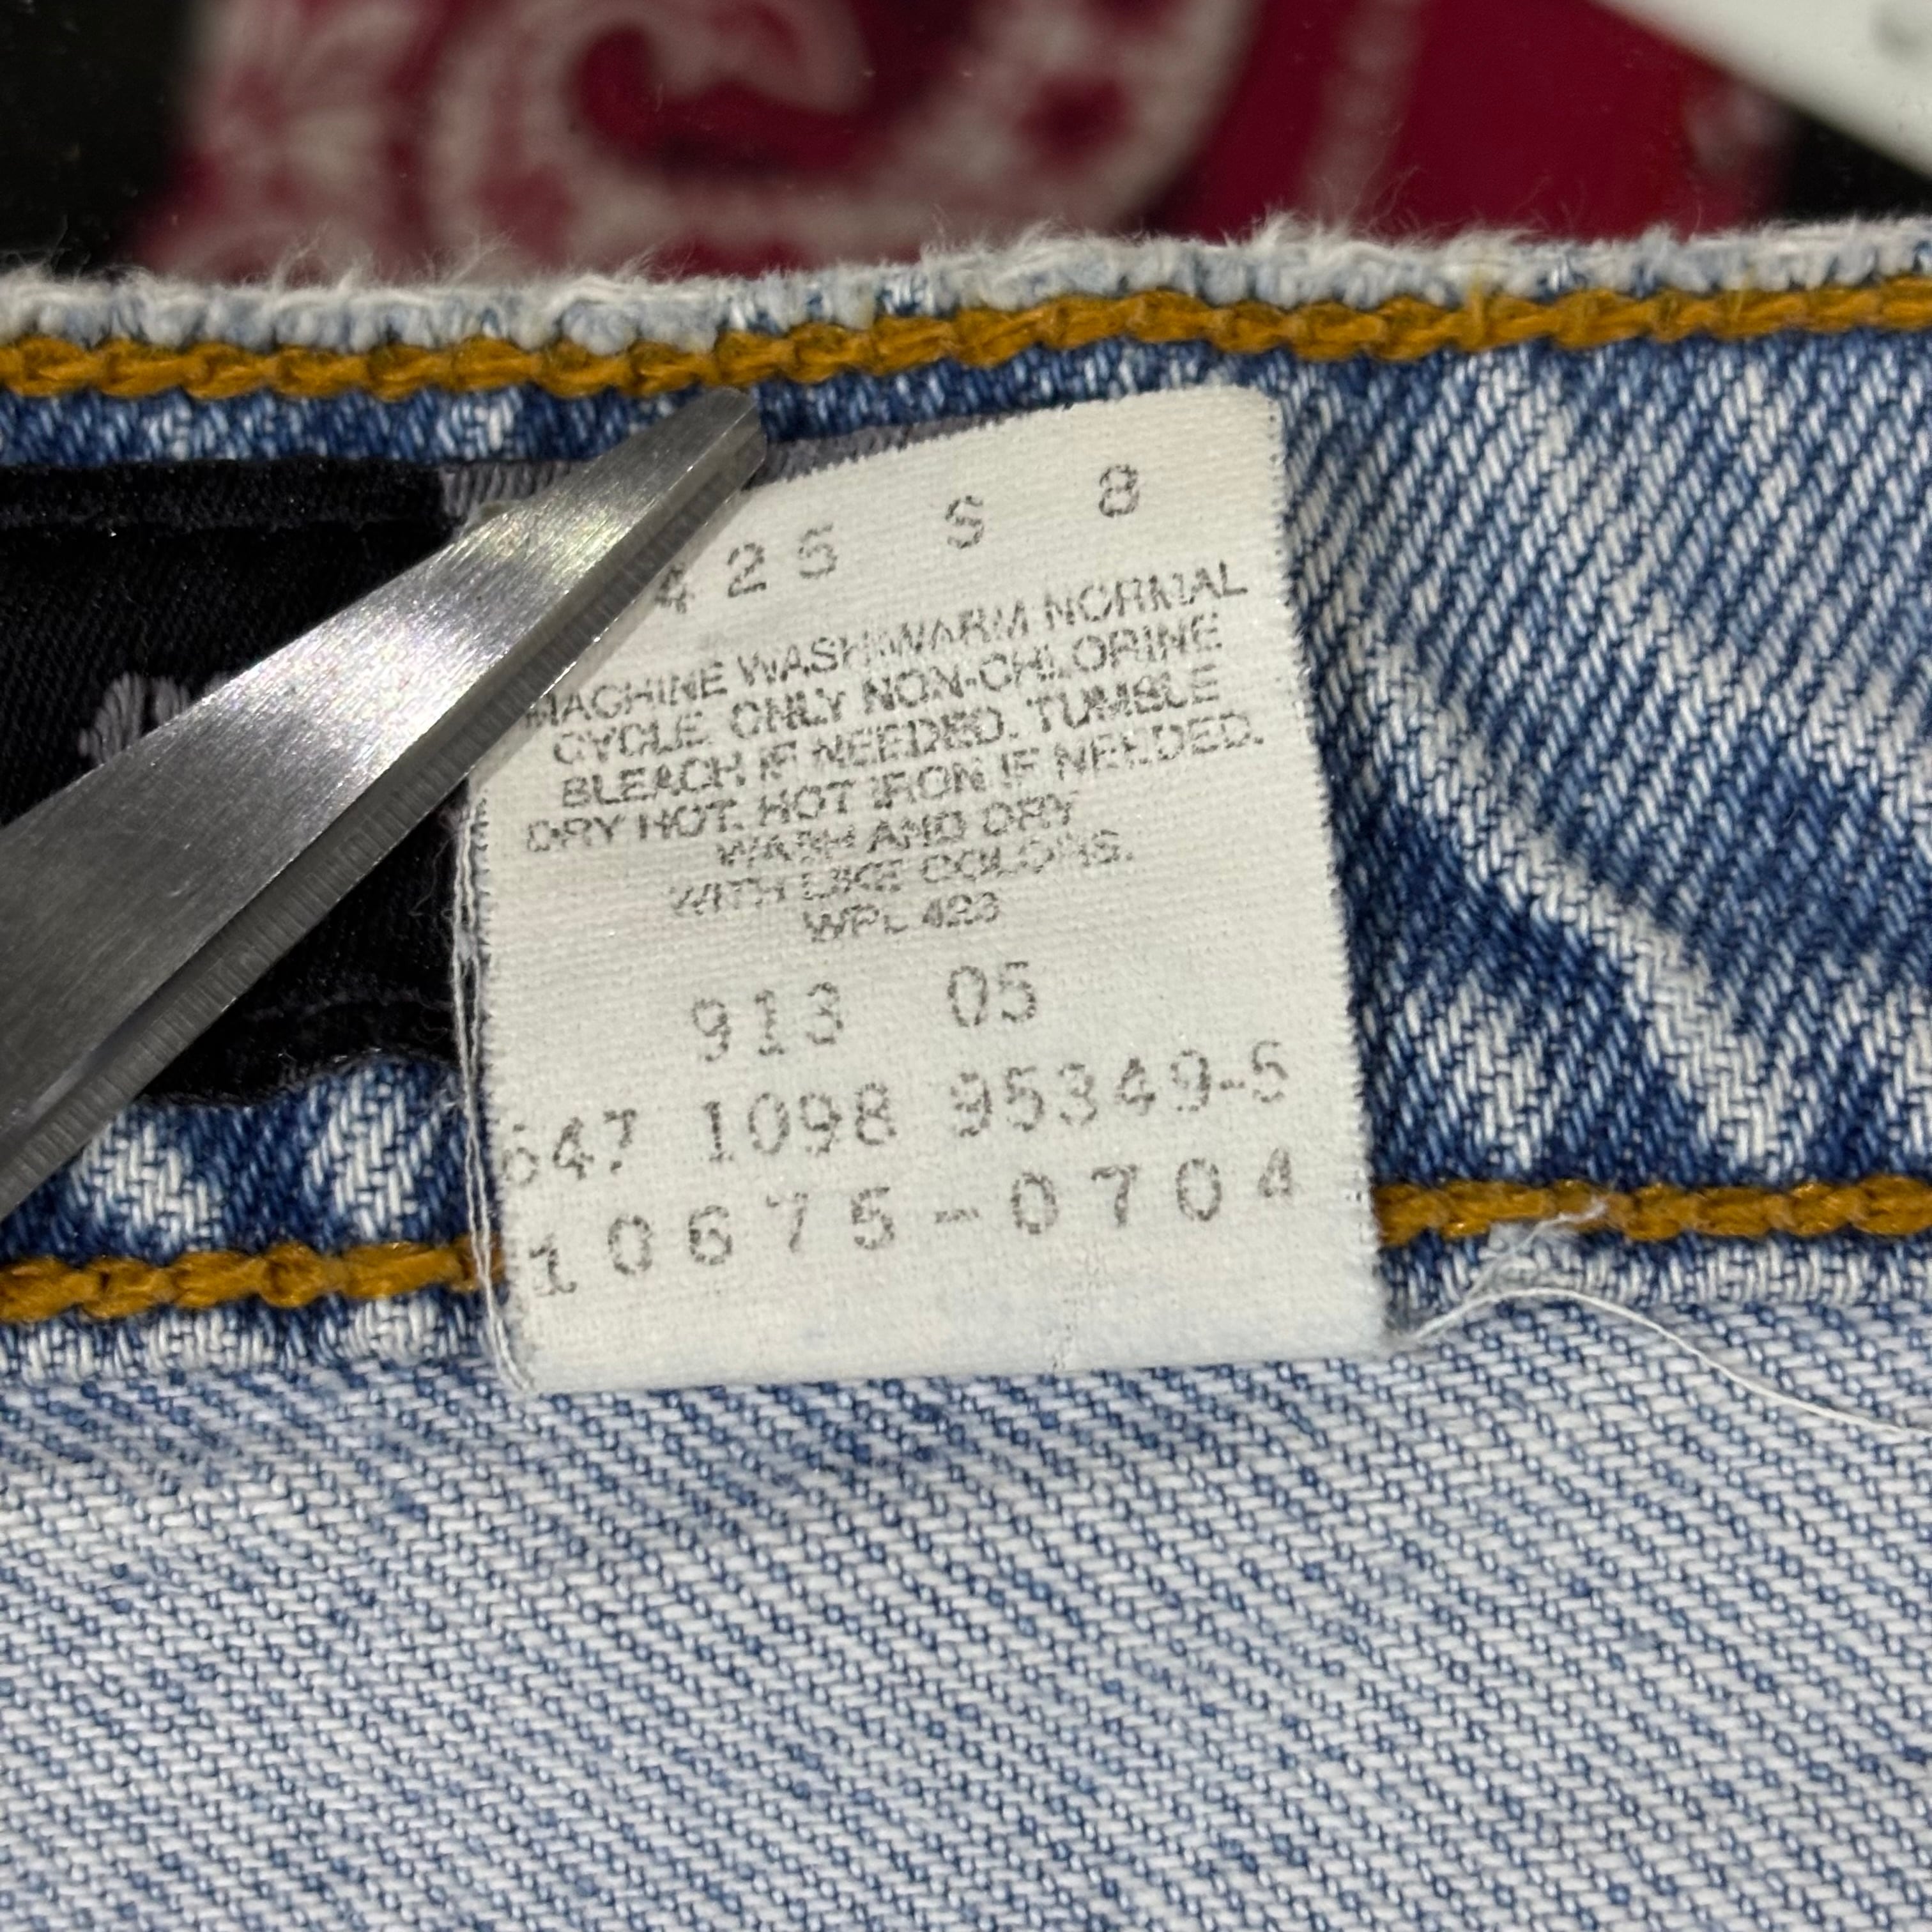 425 S 8
MACHINE WASH WARM NORMAL
CYCLE. ONLY NON-CHLORINE
BLEACH IF NEEDED. TUMBLE
DRY HOT. HOT IRON IF NEEDED.
WASH AND DRY
WITH LIKE COLORS.
WPL 423
913 05
647 1098 95349-5
10675-0704